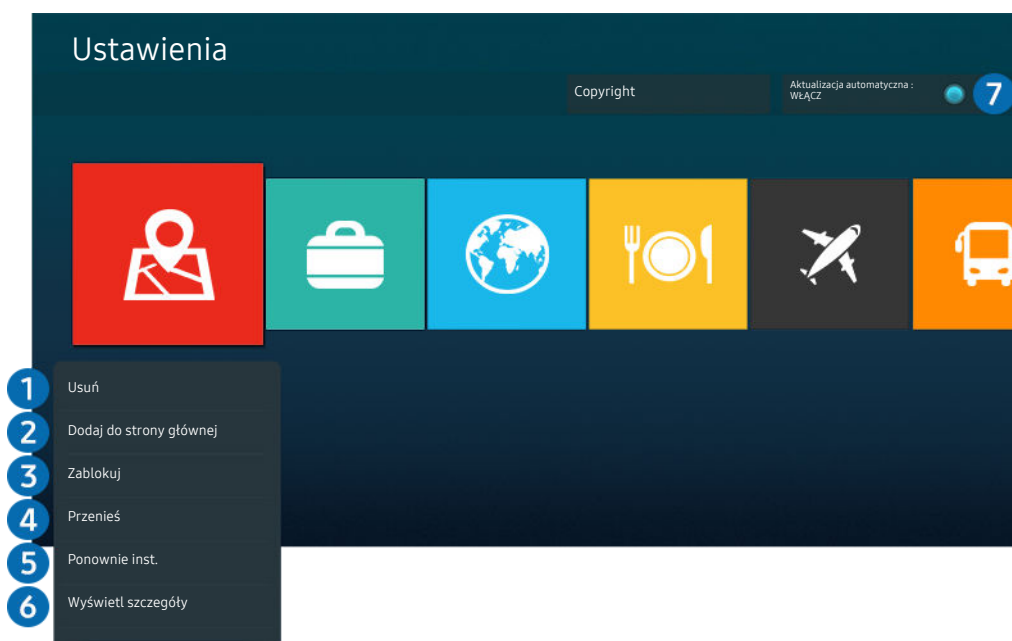 Ustawienia
Copyright
Aktualizacja automatyczna :
WŁĄCZ
7
1
Usuń
2
Dodaj do strony głównej
3
Zablokuj
4
Przenieś
5
Ponownie inst.
6
Wyświetl szczegóły